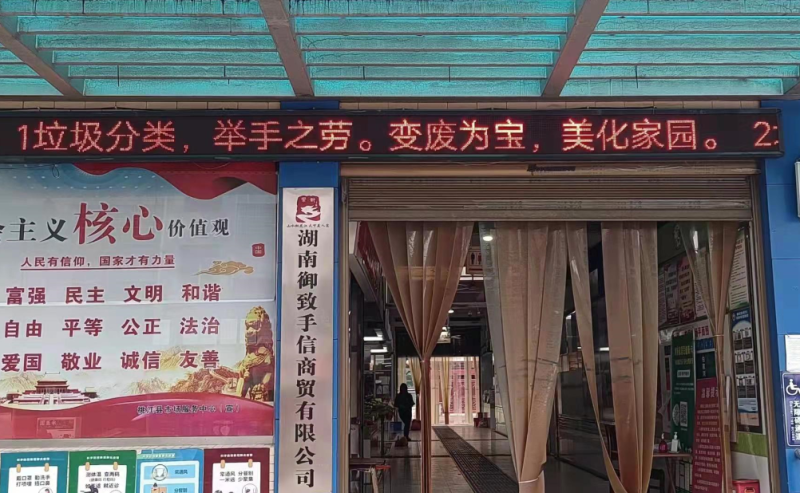 1垃圾分类，举手之劳。变废为宝，美化家园。 2
主义核心价值观
人民有信仰，国家才有力量
富强 民主 文明 和谐
自由 平等 公正 法治
爱国 敬业 诚信 友善
湖南御致手信商贸有限公司